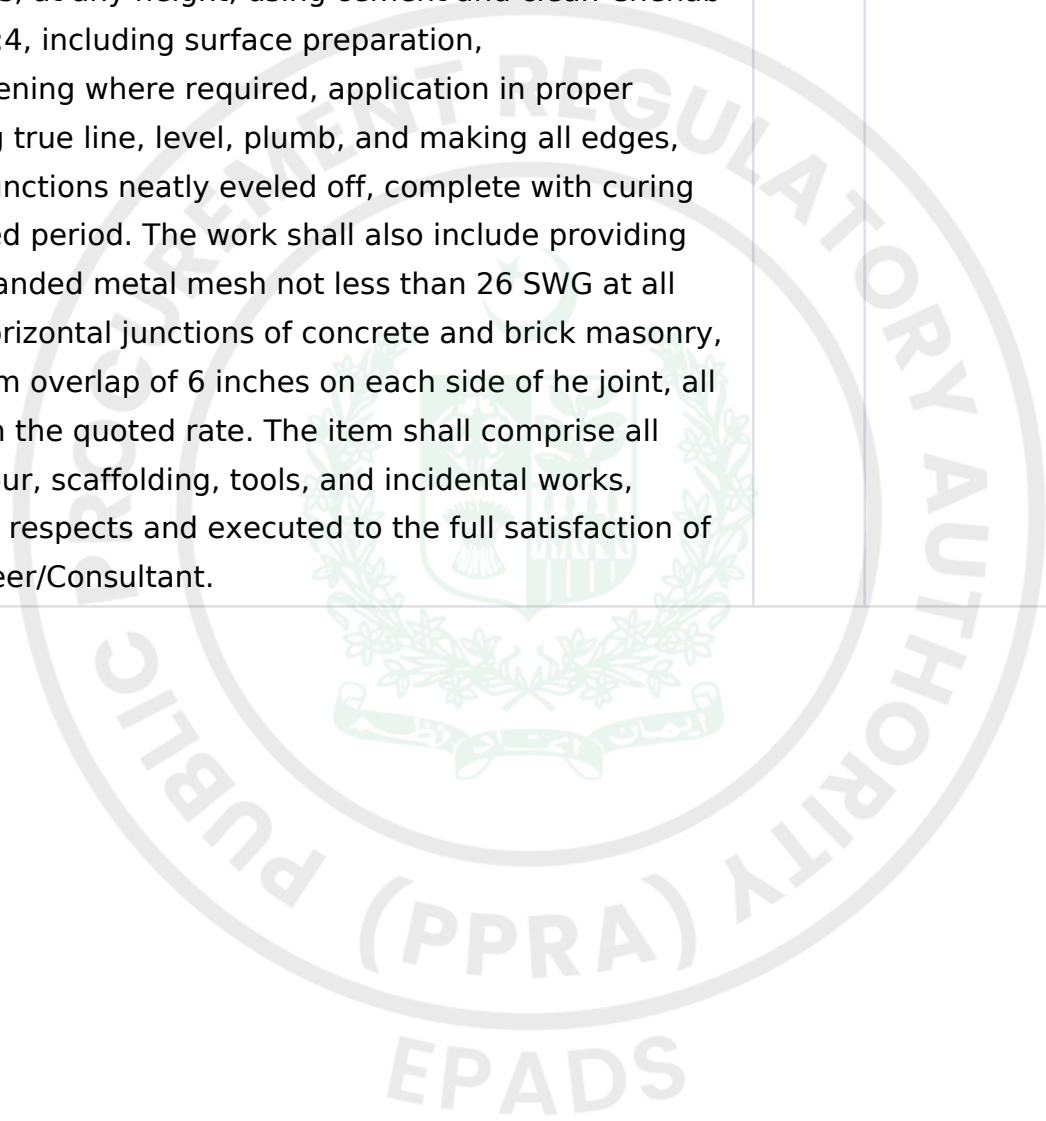 , at any height, using cement and clean Chenab
:4, including surface preparation,
ening where required, application in proper
g true line, level, plumb, and making all edges,
unctions neatly eveled off, complete with curing
ed period. The work shall also include providing
anded metal mesh not less than 26 SWG at all
orizontal junctions of concrete and brick masonry,
m overlap of 6 inches on each side of he joint, all
n the quoted rate. The item shall comprise all
our, scaffolding, tools, and incidental works,
respects and executed to the full satisfaction of
eer/Consultant.
PUBLIC PROCUREMENT REGULATORY AUTHORITY
(PPRA)
EPADS